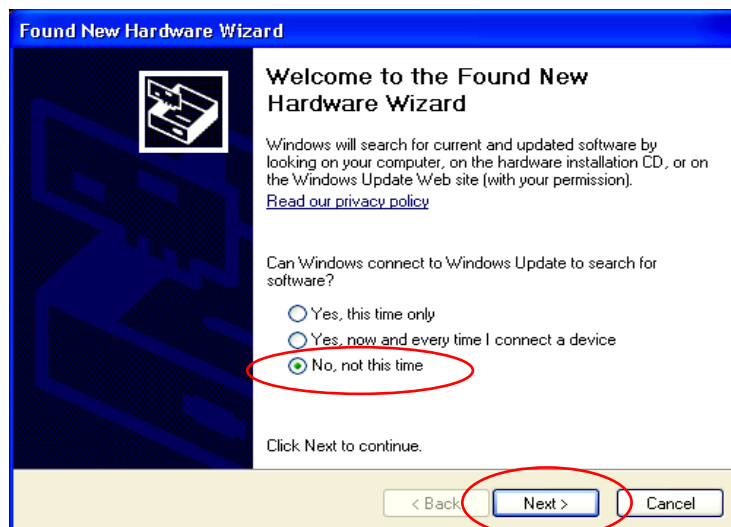 Found New Hardware Wizard
Welcome to the Found New
Hardware Wizard
Windows will search for current and updated software by
looking on your computer, on the hardware installation CD, or on
the Windows Update Web site (with your permission).
Read our privacy policy
Can Windows connect to Windows Update to search for
software?
Yes, this time only
Yes, now and every time I connect a device
No, not this time
Click Next to continue.
< Back Next > Cancel